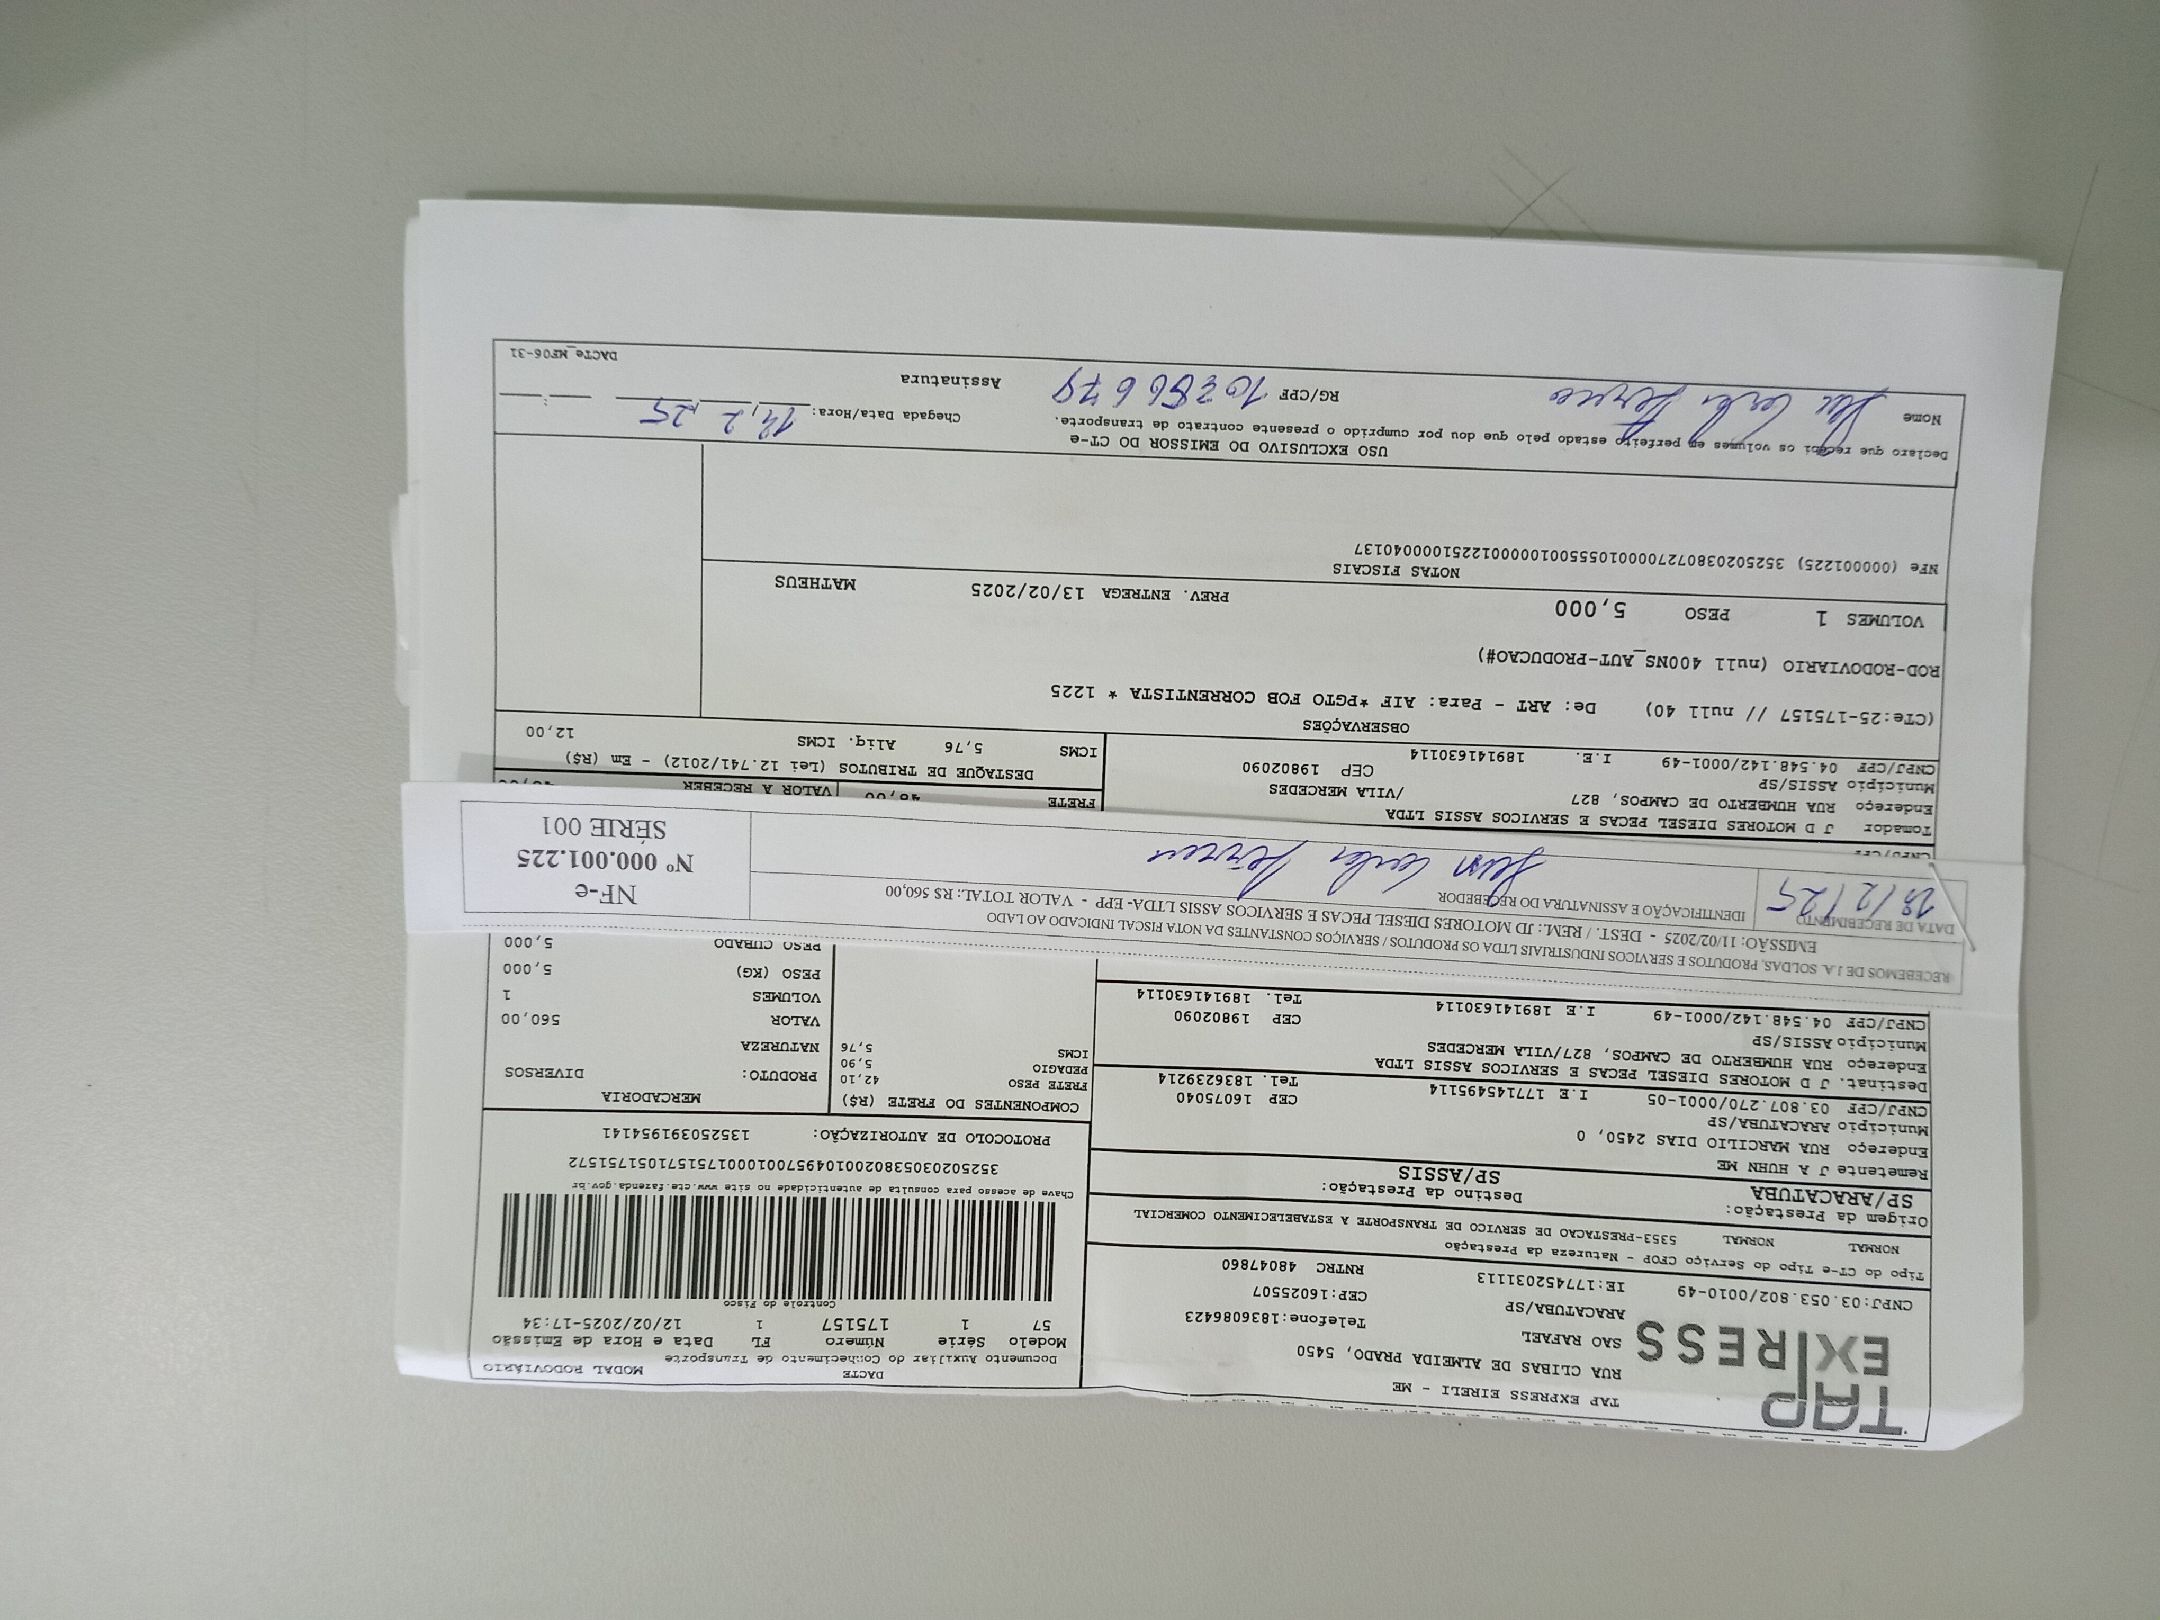 TAP
EXPRESS
TAP EXPRESS EIRELI - ME
RUA CLIBAS DE ALMEIDA PRADO, 5450
SAO RAFAEL
Telefone:1836086423
ARACATUBA/SP
CEP:16025507
CNPJ:03.053.802/0010-49 IE:177452031113 RNTRC 48047860
DACTE MODAL RODOVIÁRIO
Documento Auxiliar do Conhecimento de Transporte
Modelo Série Número FL Data e Hora de Emissão
57 1 175157 1 12/02/2025-17:34
Controle do Fisco
Tipo do CT-e Tipo do Serviço CFOP - Natureza da Prestação
NORMAL NORMAL 5353-PRESTACAO DE SERVICO DE TRANSPORTE A ESTABELECIMENTO COMERCIAL
Origem da Prestação: Destino da Prestação:
SP/ARACATUBA SP/ASSIS
Chave de acesso para consulta de autenticidade no site www.cte.fazenda.gov.br
35250203053802001049570010001751571051751572
PROTOCOLO DE AUTORIZAÇÃO: 135250391954141
Remetente J A HUHN ME
Endereço RUA MARCILIO DIAS 2450, 0
Município ARACATUBA/SP CEP 16075040
CNPJ/CPF 03.807.270/0001-05 I.E 177145495114 Tel. 1836239214
Destinat. J D MOTORES DIESEL PECAS E SERVICOS ASSIS LTDA
Endereço RUA HUMBERTO DE CAMPOS, 827/VILA MERCEDES
Município ASSIS/SP CEP 19802090
CNPJ/CPF 04.548.142/0001-49 I.E 189141630114 Tel. 189141630114
COMPONENTES DO FRETE (R$)
FRETE PESO 42,10
PEDAGIO 5,90
ICMS 5,76
MERCADORIA
PRODUTO: DIVERSOS
NATUREZA
VALOR 560,00
VOLUMES 1
PESO (KG) 5,000
PESO CUBADO 5,000
RECEBEMOS DE J.A. SOLDAS, PRODUTOS E SERVICOS INDUSTRIAIS LTDA OS PRODUTOS / SERVIÇOS CONSTANTES DA NOTA FISCAL INDICADO AO LADO
EMISSÃO: 11/02/2025 - DEST. / REM.: JD MOTORES DIESEL PECAS E SERVICOS ASSIS LTDA- EPP - VALOR TOTAL: R$ 560,00
DATA DE RECEBIMENTO IDENTIFICAÇÃO E ASSINATURA DO RECEBEDOR
NF-e
Nº 000.001.225
SÉRIE 001
CNPJ/CPF
Tomador J D MOTORES DIESEL PECAS E SERVICOS ASSIS LTDA
Endereço RUA HUMBERTO DE CAMPOS, 827 /VILA MERCEDES
Município ASSIS/SP CEP 19802090
CNPJ/CPF 04.548.142/0001-49 I.E. 189141630114
FRETE 48,00 VALOR A RECEBER 48,00
DESTAQUE DE TRIBUTOS (Lei 12.741/2012) - Em (R$)
ICMS 5,76 Aliq. ICMS 12,00
OBSERVAÇÕES
(CTe:25-175157 // null 40) De: ART - Para: AIF *PGTO FOB CORRENTISTA * 1225
ROD-RODOVIARIO (null 400NS_AUT-PRODUCAO#)
VOLUMES 1 PESO 5,000 PREV. ENTREGA 13/02/2025 MATHEUS
NOTAS FISCAIS
NFe (000001225) 35250203807270000105550010000012251000040137
USO EXCLUSIVO DO EMISSOR DO CT-e
Declaro que recebi os volumes em perfeito estado pelo que dou por cumprido o presente contrato de transporte.
Nome RG/CPF Assinatura Chegada Data/Hora:
DACTe_MF06-31